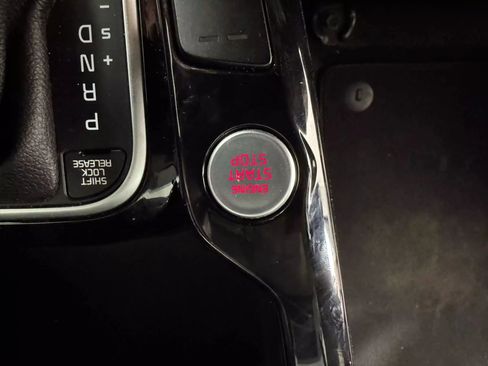 +
S
−
D
N
R
P
SHIFT
LOCK
RELEASE
ENGINE
START
STOP